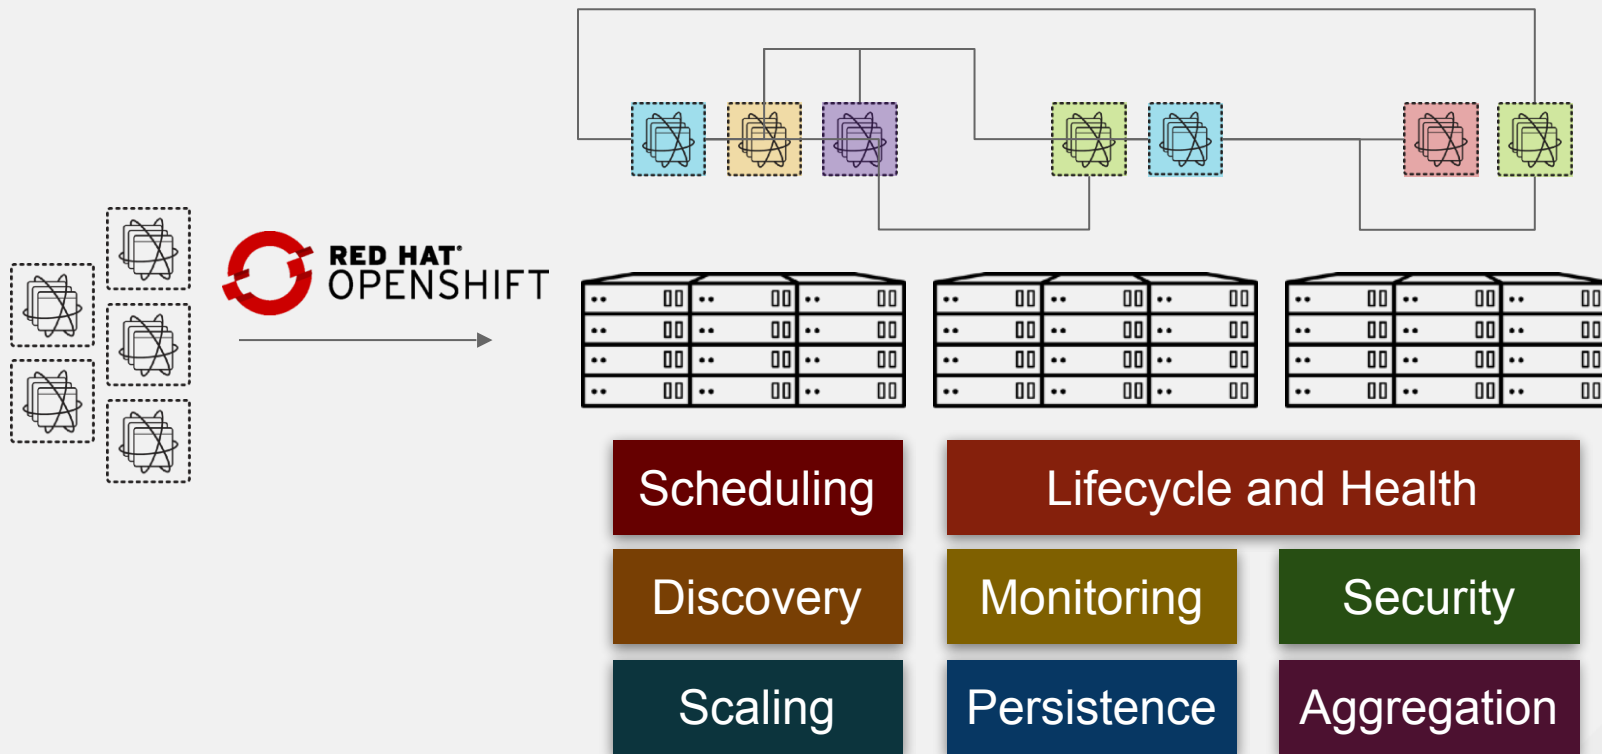 RED HAT®
OPENSHIFT
Scheduling
Lifecycle and Health
Discovery
Monitoring
Security
Scaling
Persistence
Aggregation